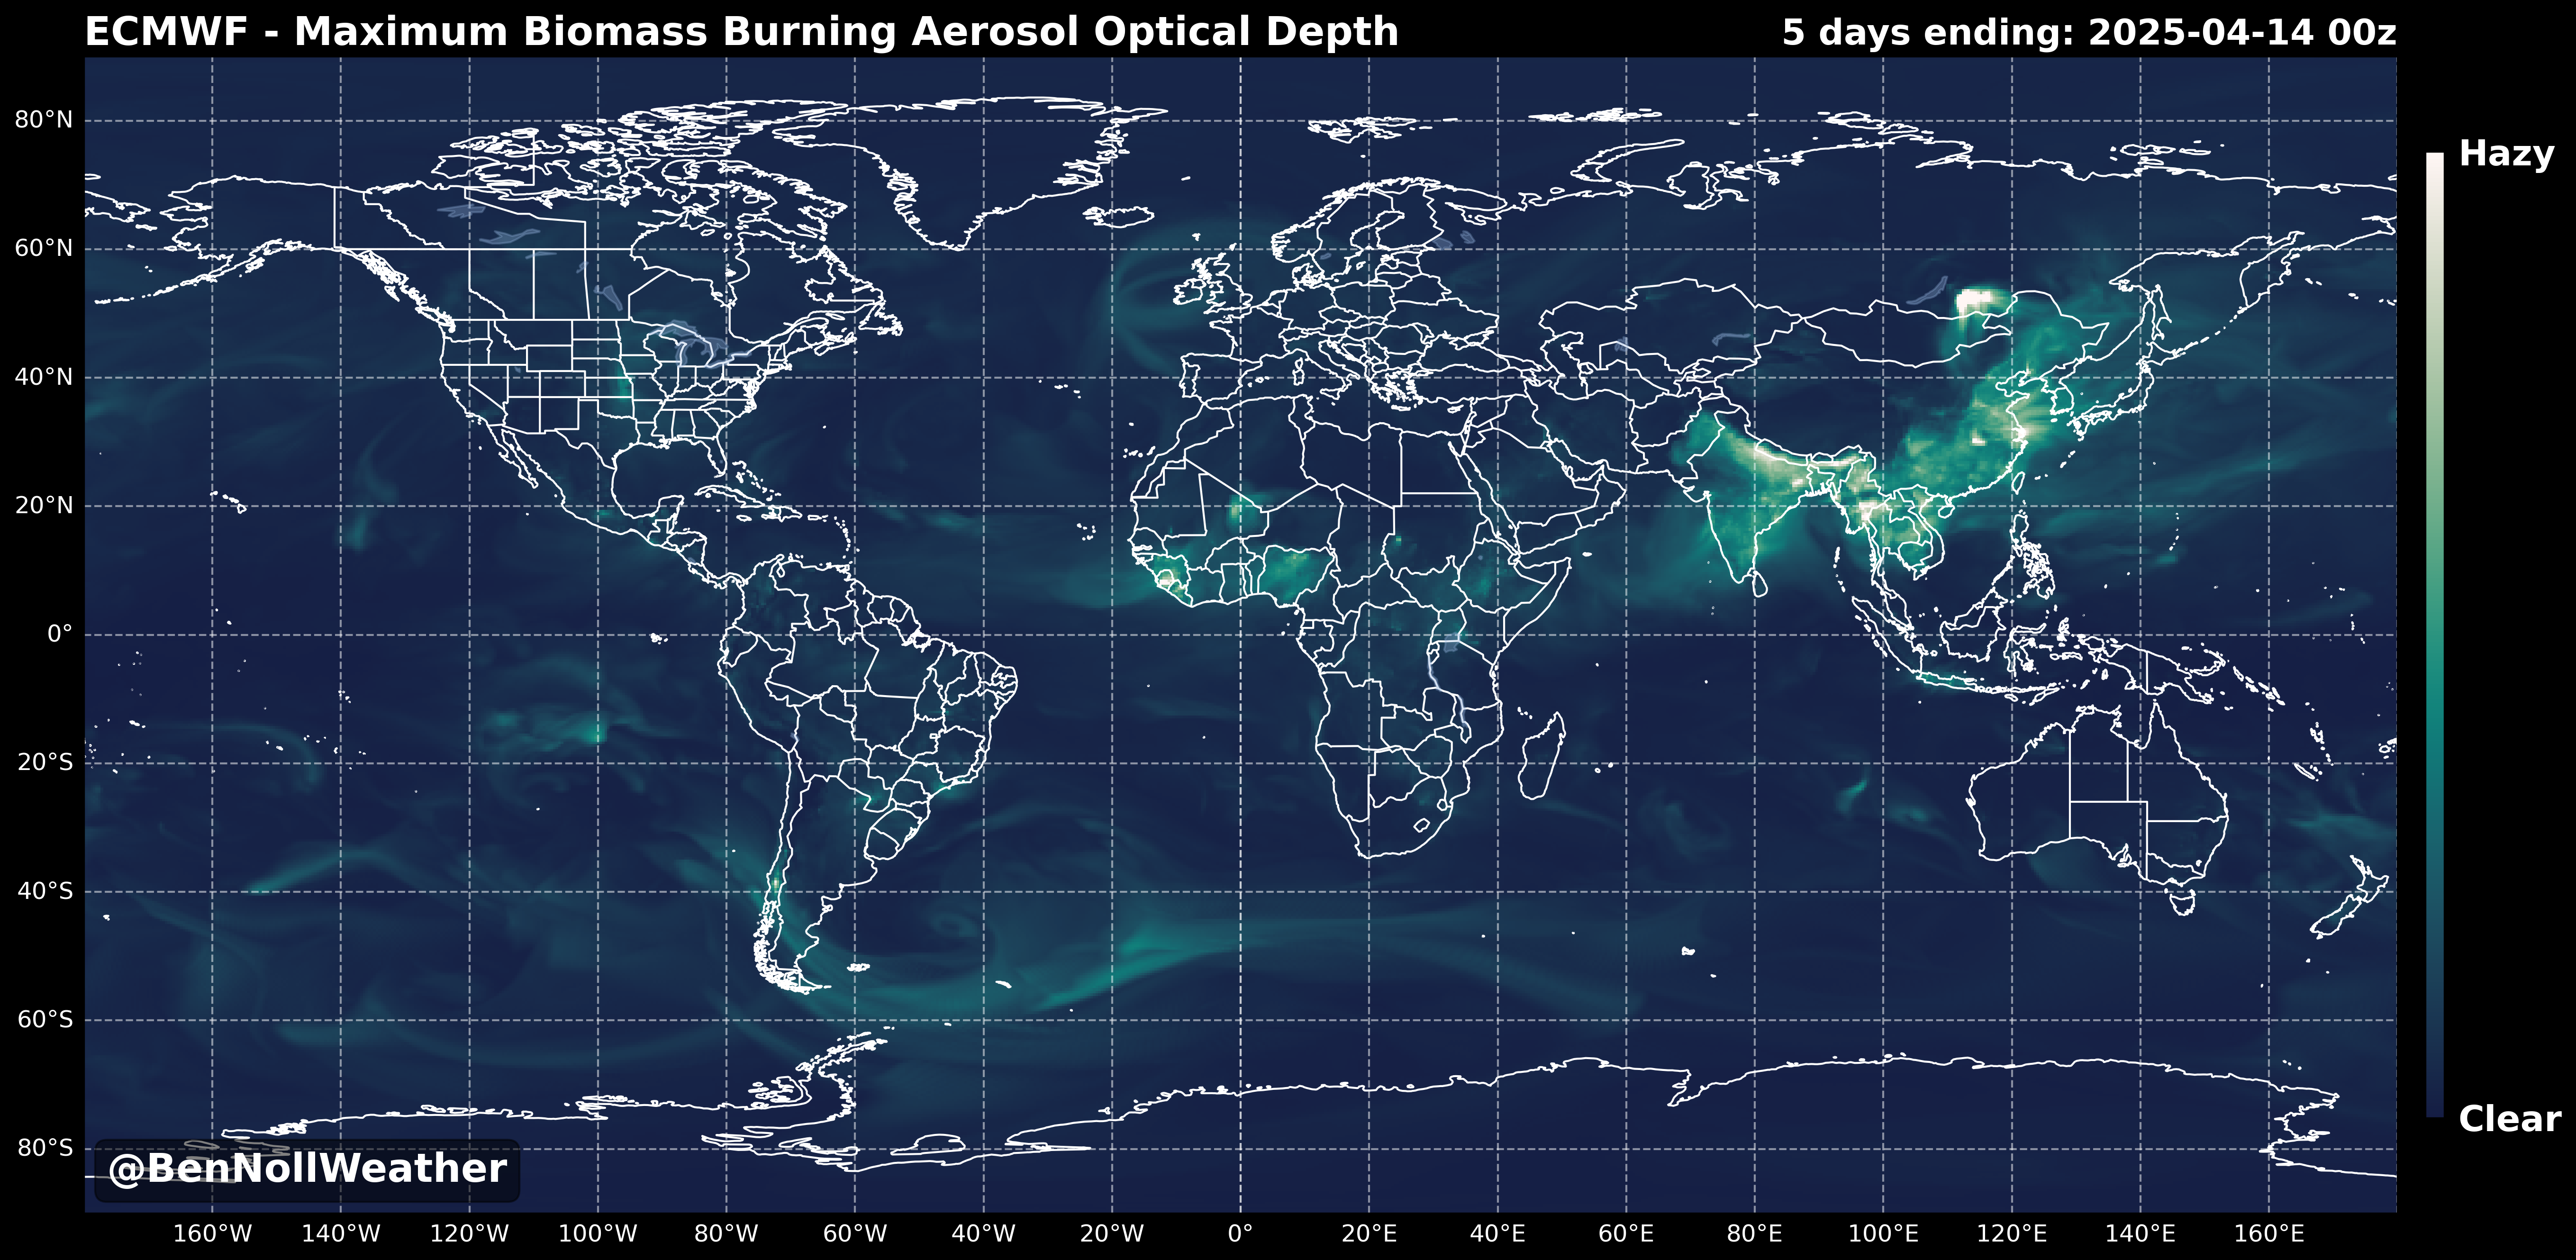 ECMWF - Maximum Biomass Burning Aerosol Optical Depth
5 days ending: 2025-04-14 00z
80°N
60°N
40°N
20°N
0°
20°S
40°S
60°S
80°S
Hazy
Clear
@BenNollWeather
160°W 140°W 120°W 100°W 80°W 60°W 40°W 20°W 0° 20°E 40°E 60°E 80°E 100°E 120°E 140°E 160°E